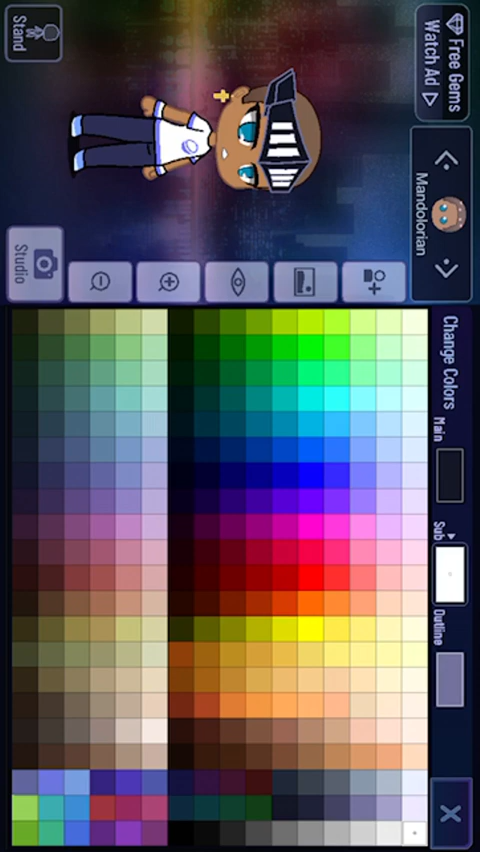 Free Gems
Watch Ad
Mandolorian
Stand
Studio
Change Colors
Main
Sub
Outline
X